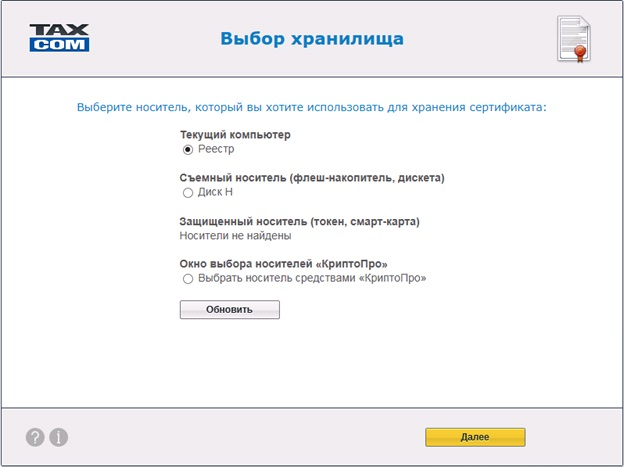 TAX
COM
Выбор хранилища
Выберите носитель, который вы хотите использовать для хранения сертификата:
Текущий компьютер
Реестр
Съемный носитель (флеш-накопитель, дискета)
Диск H
Защищенный носитель (токен, смарт-карта)
Носители не найдены
Окно выбора носителей «КриптоПро»
Выбрать носитель средствами «КриптоПро»
Обновить
? i
Далее